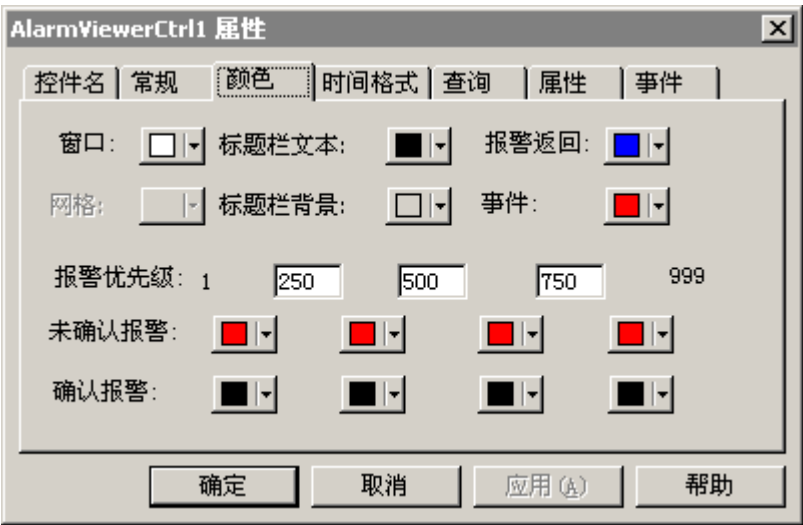 AlarmViewerCtrl1 属性
控件名 常规 颜色 时间格式 查询 属性 事件
窗口: 标题栏文本: 报警返回:
网格: 标题栏背景: 事件:
报警优先级: 1 250 500 750 999
未确认报警:
确认报警:
确定 取消 应用(A) 帮助